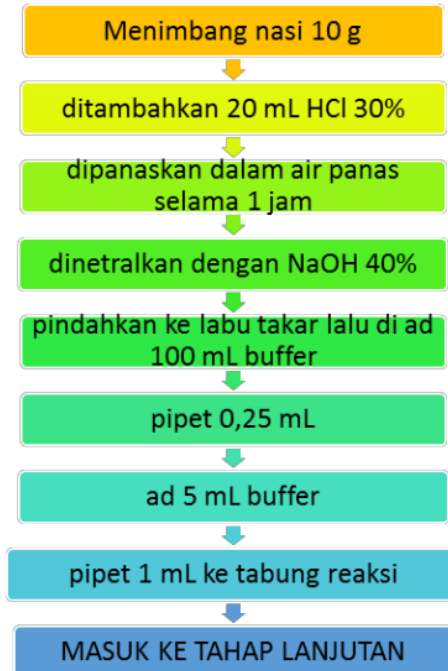 Menimbang nasi 10 g
ditambahkan 20 mL HCl 30%
dipanaskan dalam air panas
selama 1 jam
dinetralkan dengan NaOH 40%
pindahkan ke labu takar lalu di ad
100 mL buffer
pipet 0,25 mL
ad 5 mL buffer
pipet 1 mL ke tabung reaksi
MASUK KE TAHAP LANJUTAN